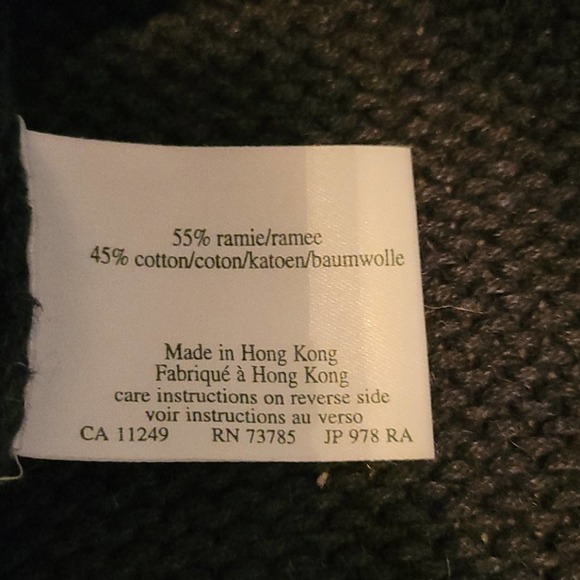 55% ramie/ramee
45% cotton/coton/katoen/baumwolle
Made in Hong Kong
Fabriqué à Hong Kong
care instructions on reverse side
voir instructions au verso
CA 11249 RN 73785 JP 978 RA